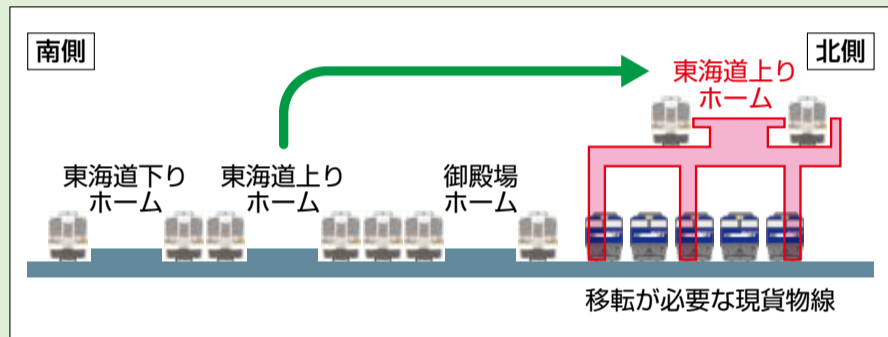 南側
北側
東海道上り
ホーム
東海道下り
ホーム
東海道上り
ホーム
御殿場
ホーム
移転が必要な現貨物線